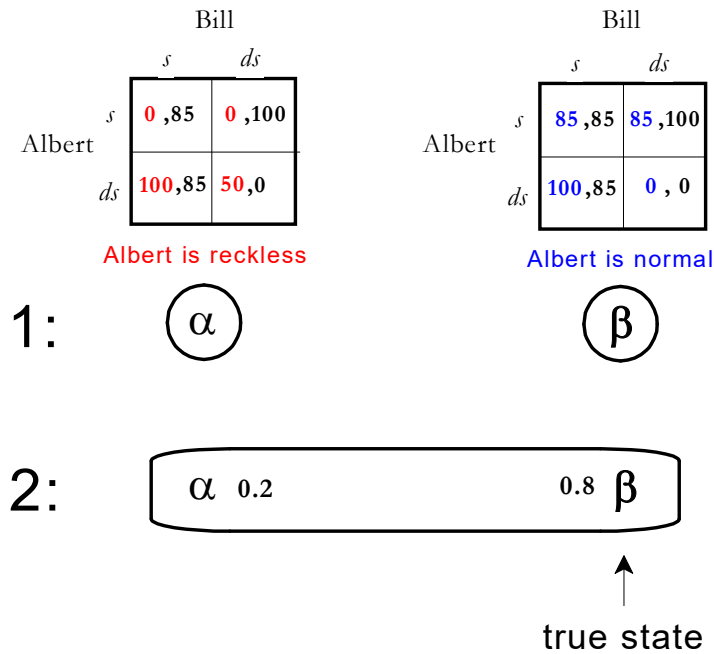 Bill
s ds
Albert
s 0 ,85 0 ,100
ds 100,85 50,0
Albert is reckless
Bill
s ds
Albert
s 85 ,85 85 ,100
ds 100,85 0 , 0
Albert is normal
1: α β
2: α 0.2 0.8 β
true state